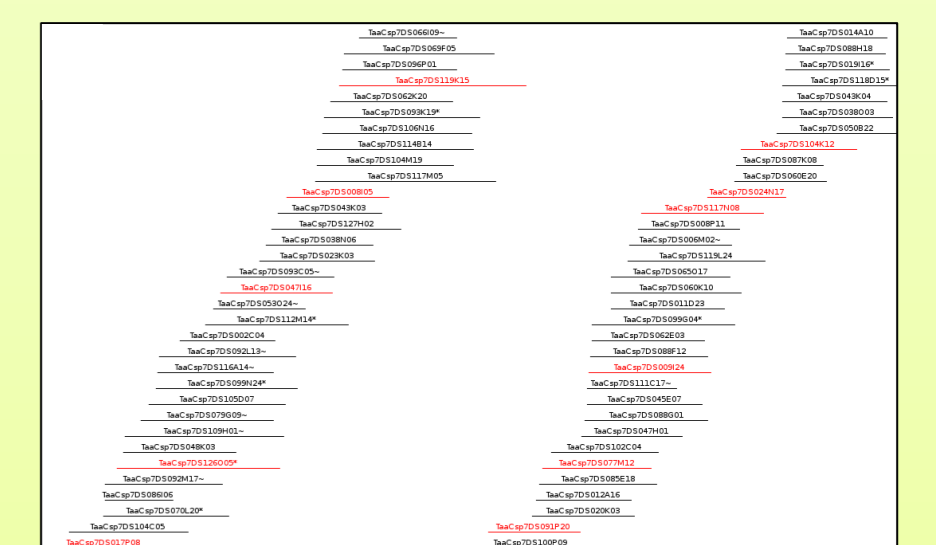 TaaCsp7DS066I09~
TaaCsp7DS069F05
TaaCsp7DS096P01
TaaCsp7DS119K15
TaaCsp7DS062K20
TaaCsp7DS093K19*
TaaCsp7DS106N16
TaaCsp7DS114B14
TaaCsp7DS104M19
TaaCsp7DS117M05
TaaCsp7DS008I05
TaaCsp7DS043K03
TaaCsp7DS127H02
TaaCsp7DS038N06
TaaCsp7DS023K03
TaaCsp7DS093C05~
TaaCsp7DS047I16
TaaCsp7DS053O24~
TaaCsp7DS112M14*
TaaCsp7DS002C04
TaaCsp7DS092L13~
TaaCsp7DS116A14~
TaaCsp7DS099N24*
TaaCsp7DS105D07
TaaCsp7DS079G09~
TaaCsp7DS109H01~
TaaCsp7DS048K03
TaaCsp7DS126O05*
TaaCsp7DS092M17~
TaaCsp7DS086I06
TaaCsp7DS070L20*
TaaCsp7DS104C05
TaaCsp7DS017P08
TaaCsp7DS014A10
TaaCsp7DS088H18
TaaCsp7DS019I16*
TaaCsp7DS118D15*
TaaCsp7DS043K04
TaaCsp7DS038O03
TaaCsp7DS050B22
TaaCsp7DS104K12
TaaCsp7DS087K08
TaaCsp7DS060E20
TaaCsp7DS024N17
TaaCsp7DS117N08
TaaCsp7DS008P11
TaaCsp7DS006M02~
TaaCsp7DS119L24
TaaCsp7DS065O17
TaaCsp7DS060K10
TaaCsp7DS011D23
TaaCsp7DS099G04*
TaaCsp7DS062E03
TaaCsp7DS088F12
TaaCsp7DS009I24
TaaCsp7DS111C17~
TaaCsp7DS045E07
TaaCsp7DS088G01
TaaCsp7DS047H01
TaaCsp7DS102C04
TaaCsp7DS077M12
TaaCsp7DS085E18
TaaCsp7DS012A16
TaaCsp7DS020K03
TaaCsp7DS091P20
TaaCsp7DS100P09